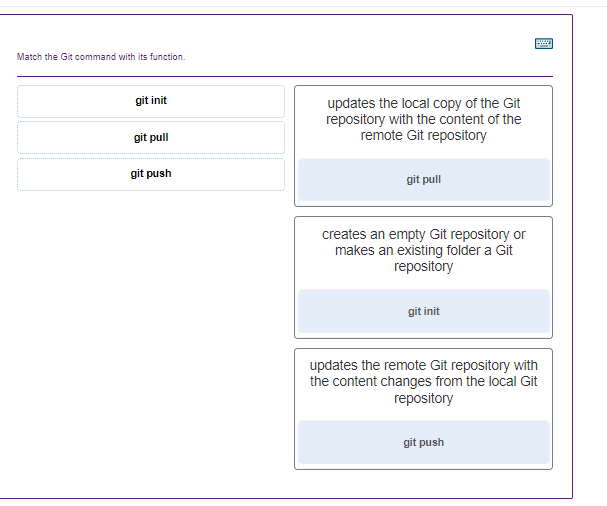 Match the Git command with its function.
git init
git pull
git push
updates the local copy of the Git
repository with the content of the
remote Git repository
git pull
creates an empty Git repository or
makes an existing folder a Git
repository
git init
updates the remote Git repository with
the content changes from the local Git
repository
git push